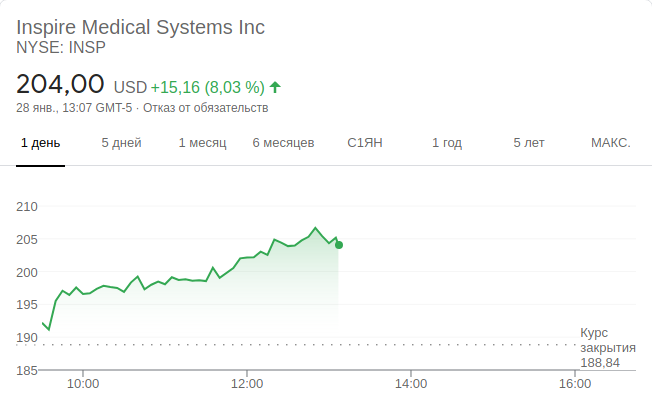 Inspire Medical Systems Inc
NYSE: INSP
204,00 USD +15,16 (8,03 %)
28 янв., 13:07 GMT-5 · Отказ от обязательств
1 день 5 дней 1 месяц 6 месяцев С1ЯН 1 год 5 лет МАКС.
210
205
200
195
190
Курс
закрытия
188,84
185
10:00 12:00 14:00 16:00